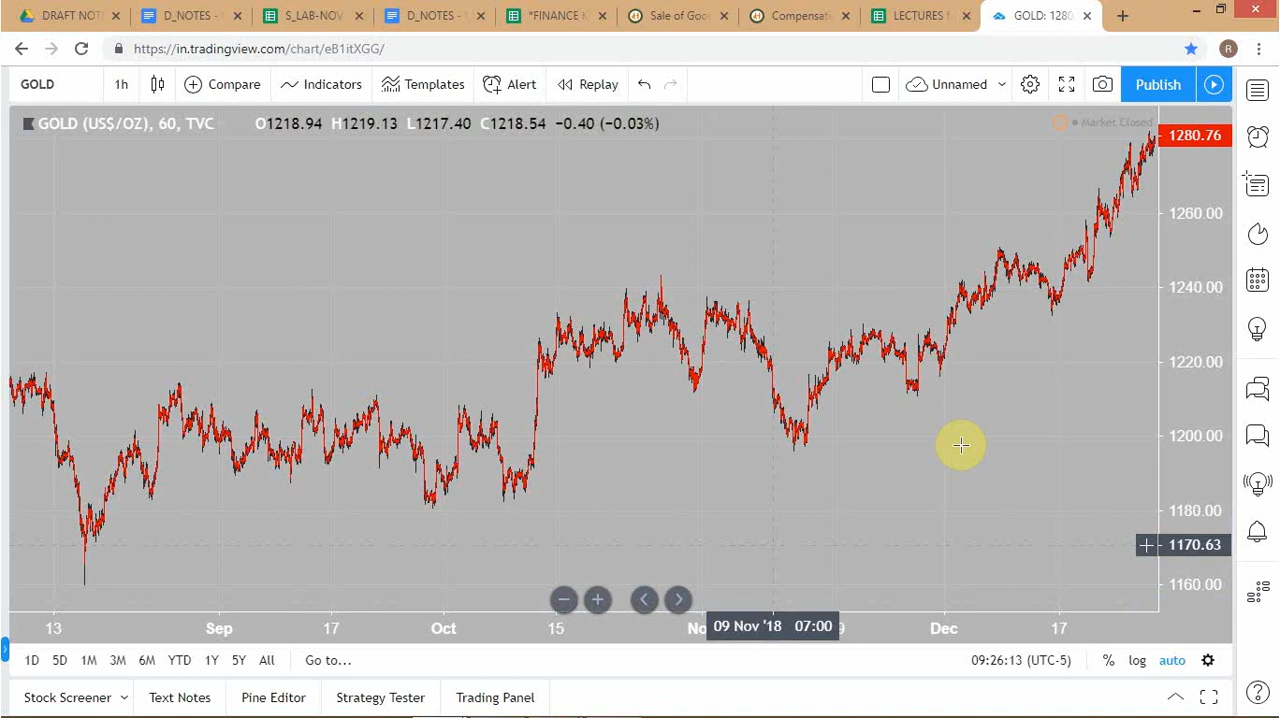 DRAFT NOT
D_NOTES -
S_LAB-NOV
D_NOTES -
*FINANCE K
Sale of Goo
Compensat
LECTURES f
GOLD: 1280
https://in.tradingview.com/chart/eB1itXGG/
R
GOLD 1h Compare Indicators Templates Alert Replay Unnamed Publish
GOLD (US$/OZ), 60, TVC O1218.94 H1219.13 L1217.40 C1218.54 −0.40 (−0.03%)
Market Closed
1280.76
1260.00
1240.00
1220.00
1200.00
1180.00
1170.63
1160.00
13 Sep 17 Oct 15 No 09 Nov '18 07:00 9 Dec 17
1D 5D 1M 3M 6M YTD 1Y 5Y All Go to... 09:26:13 (UTC-5) % log auto
Stock Screener Text Notes Pine Editor Strategy Tester Trading Panel